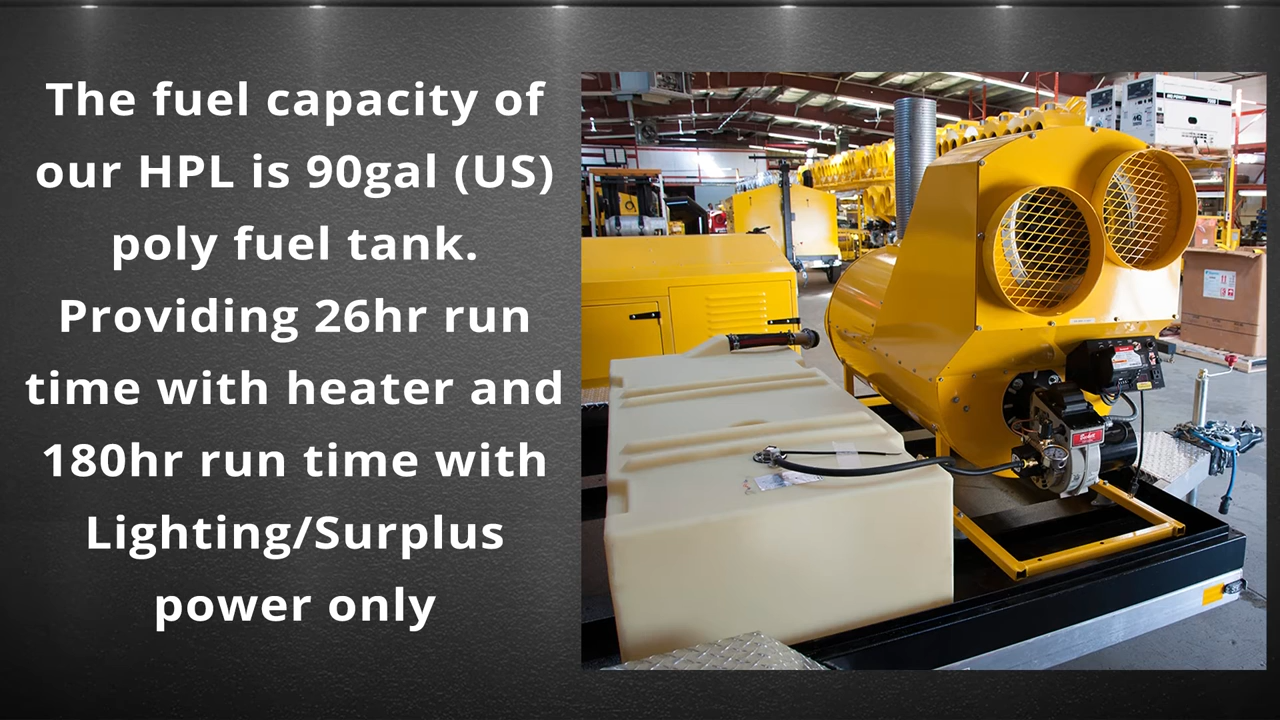 The fuel capacity of
our HPL is 90gal (US)
poly fuel tank.
Providing 26hr run
time with heater and
180hr run time with
Lighting/Surplus
power only
Becket